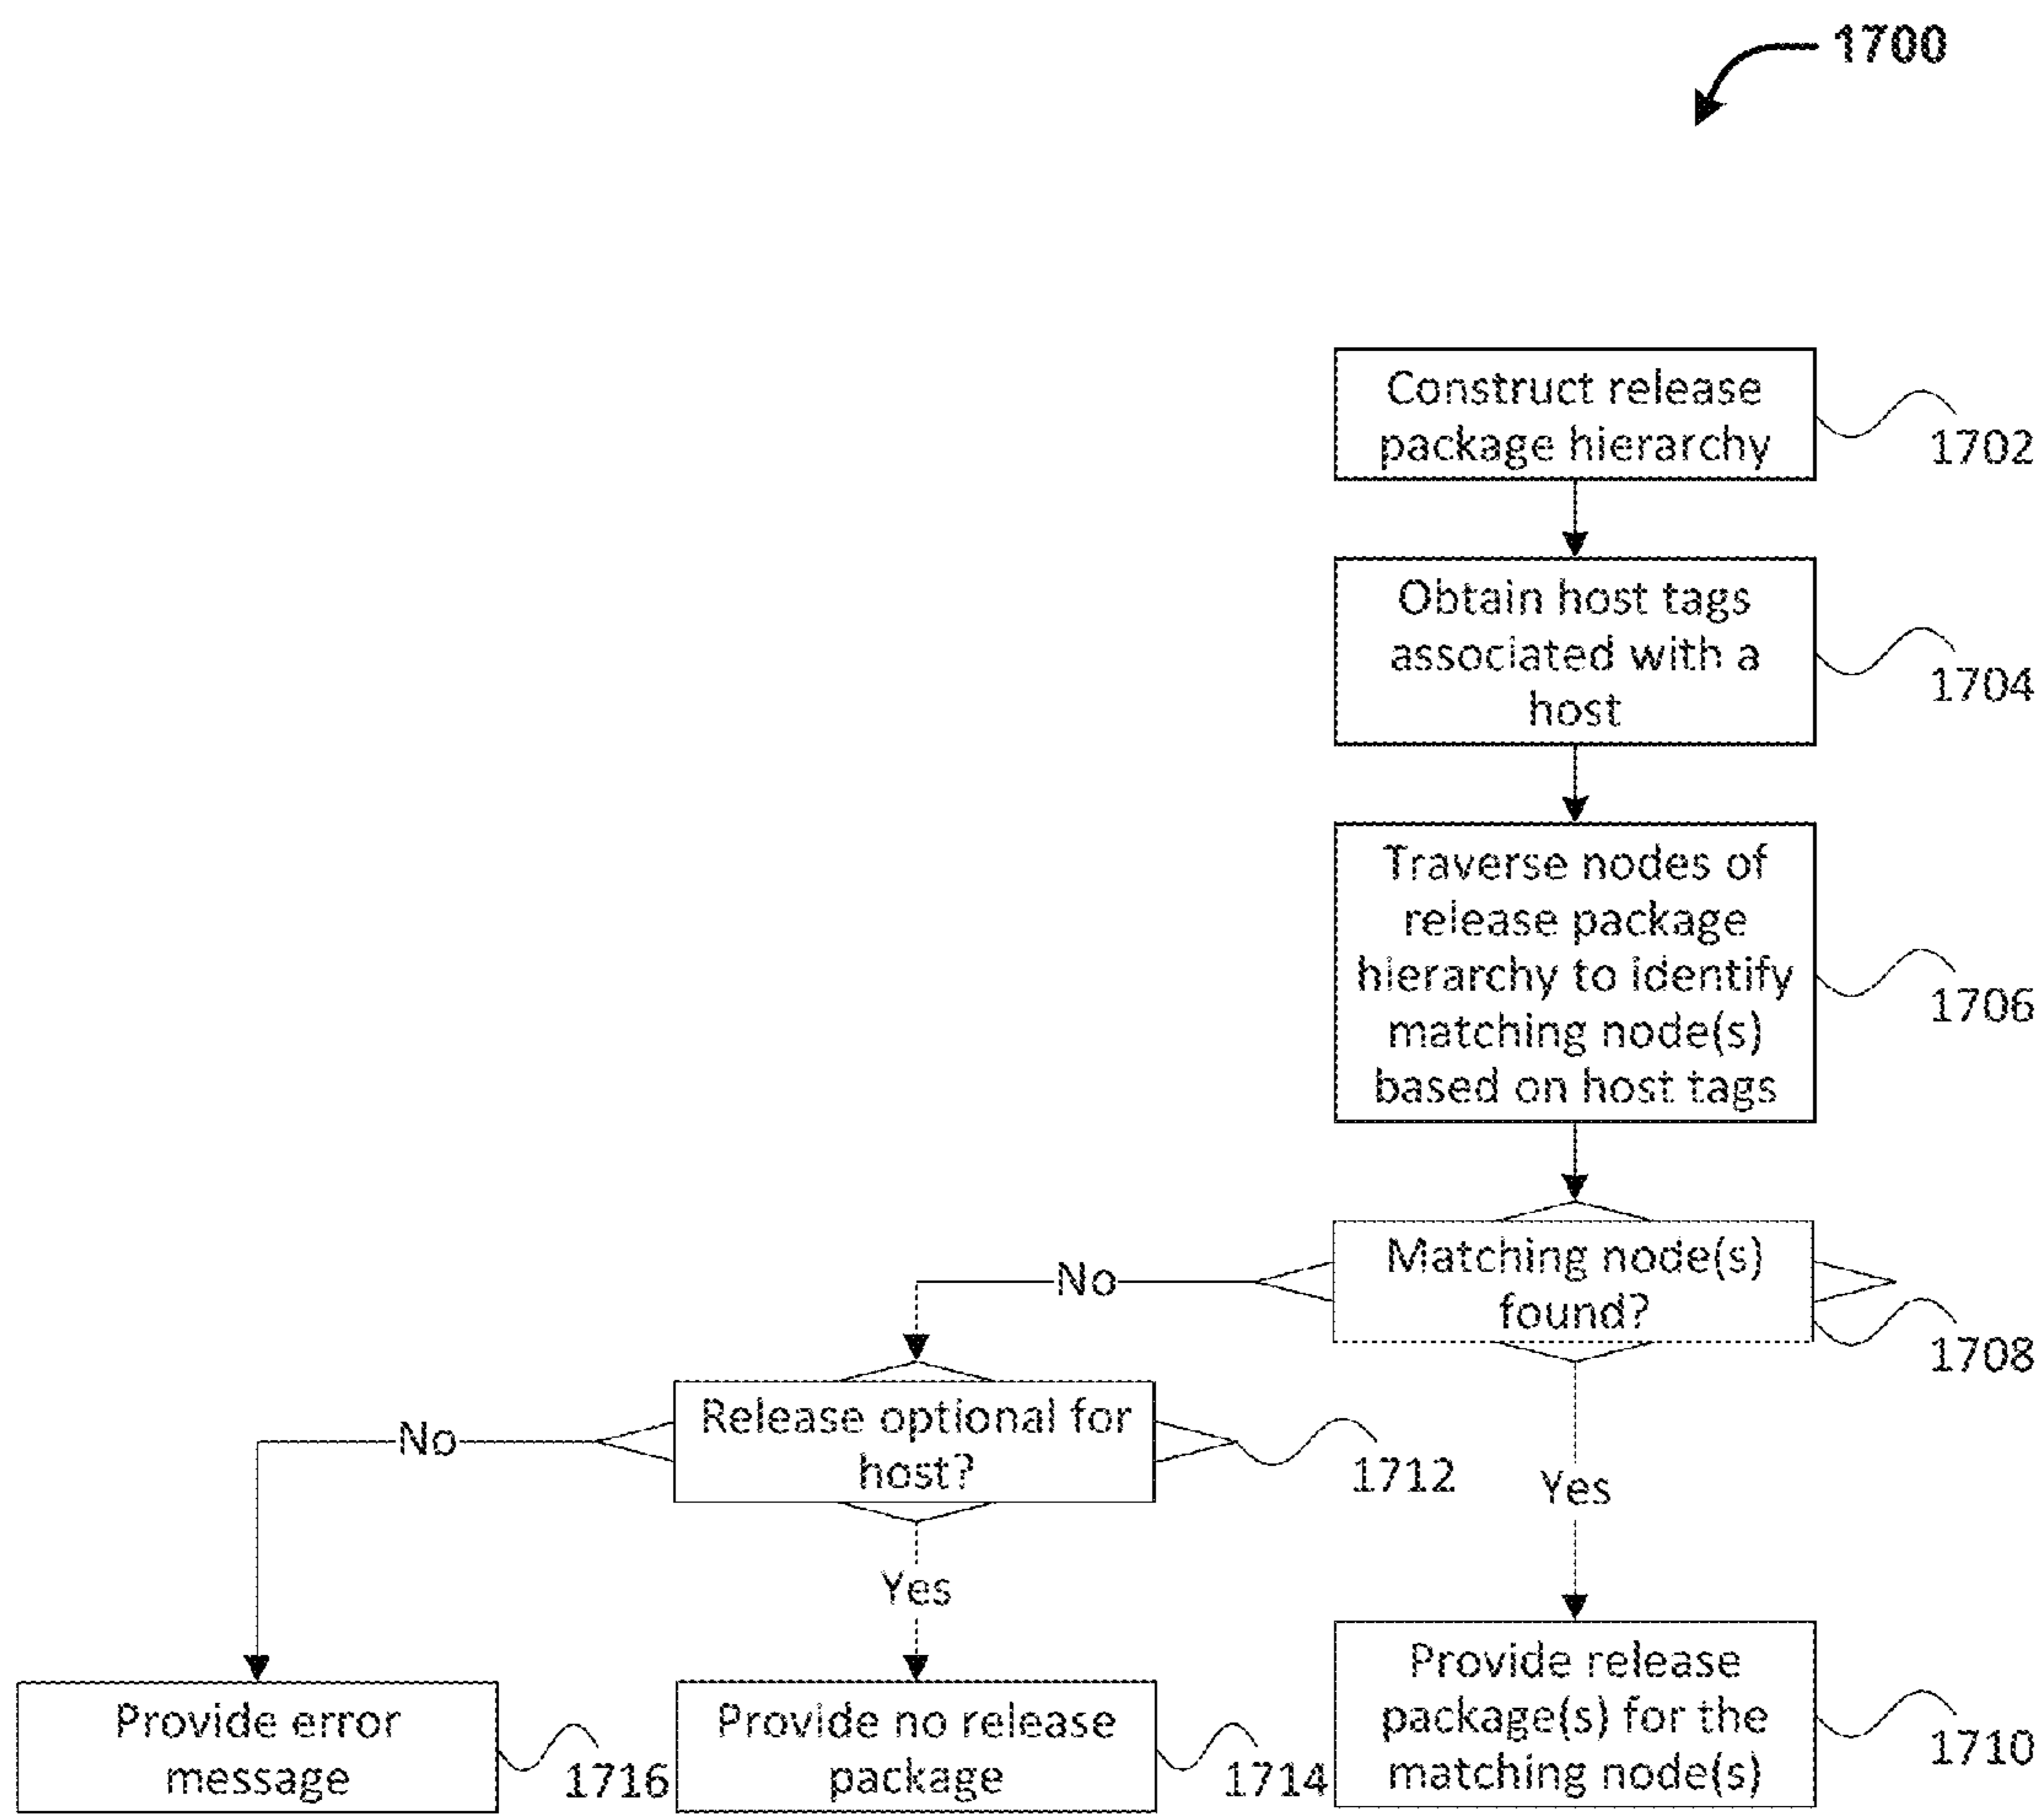 1700
Construct release
package hierarchy
1702
Obtain host tags
associated with a
host
1704
Traverse nodes of
release package
hierarchy to identify
matching node(s)
based on host tags
1706
Matching node(s)
found?
1708
No
Release optional for
host?
1712
No
Yes
Yes
Provide error
message
1716
Provide no release
package
1714
Provide release
package(s) for the
matching node(s)
1710